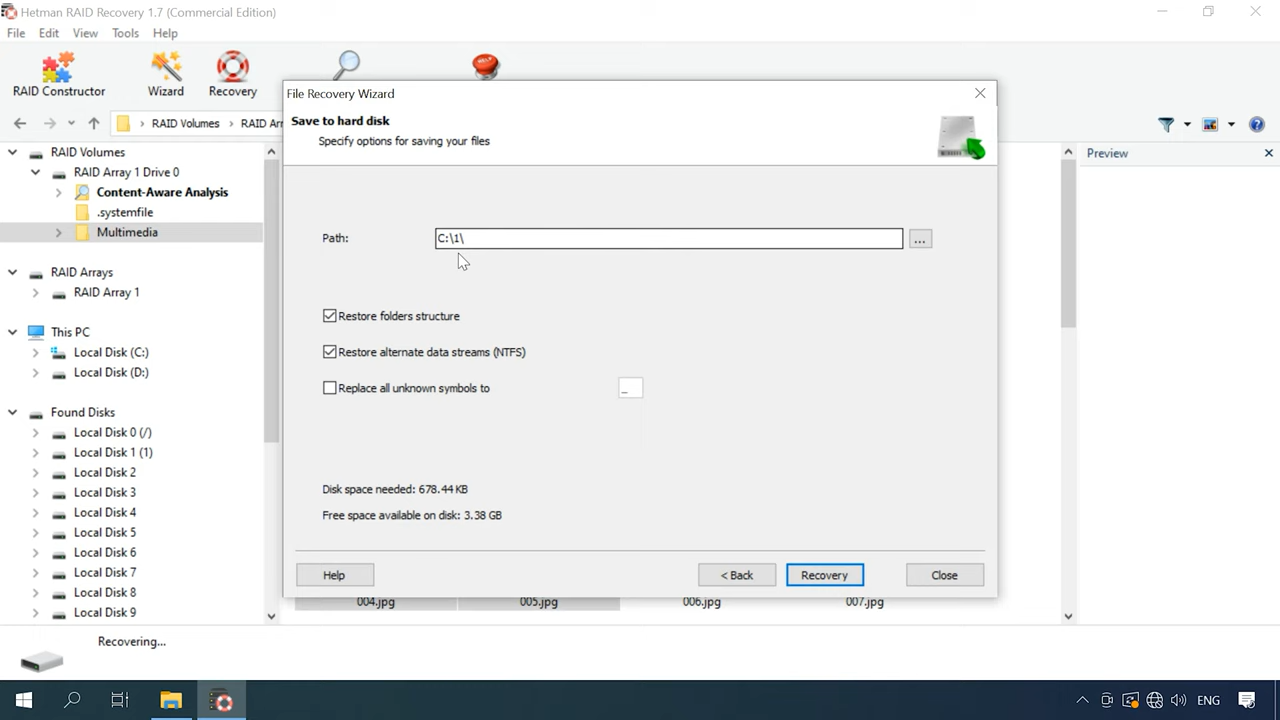 Hetman RAID Recovery 1.7 (Commercial Edition)
File Edit View Tools Help
RAID Constructor Wizard Recovery
HELP
RAID Volumes
RAID Arr
Preview
RAID Volumes
RAID Array 1 Drive 0
Content-Aware Analysis
.systemfile
Multimedia
RAID Arrays
RAID Array 1
This PC
Local Disk (C:)
Local Disk (D:)
Found Disks
Local Disk 0 (/)
Local Disk 1 (1)
Local Disk 2
Local Disk 3
Local Disk 4
Local Disk 5
Local Disk 6
Local Disk 7
Local Disk 8
Local Disk 9
File Recovery Wizard
Save to hard disk
Specify options for saving your files
Path: C:\1\ ...
Restore folders structure
Restore alternate data streams (NTFS)
Replace all unknown symbols to _
Disk space needed: 678.44 KB
Free space available on disk: 3.38 GB
Help < Back Recovery Close
004.jpg 005.jpg 006.jpg 007.jpg
Recovering...
ENG